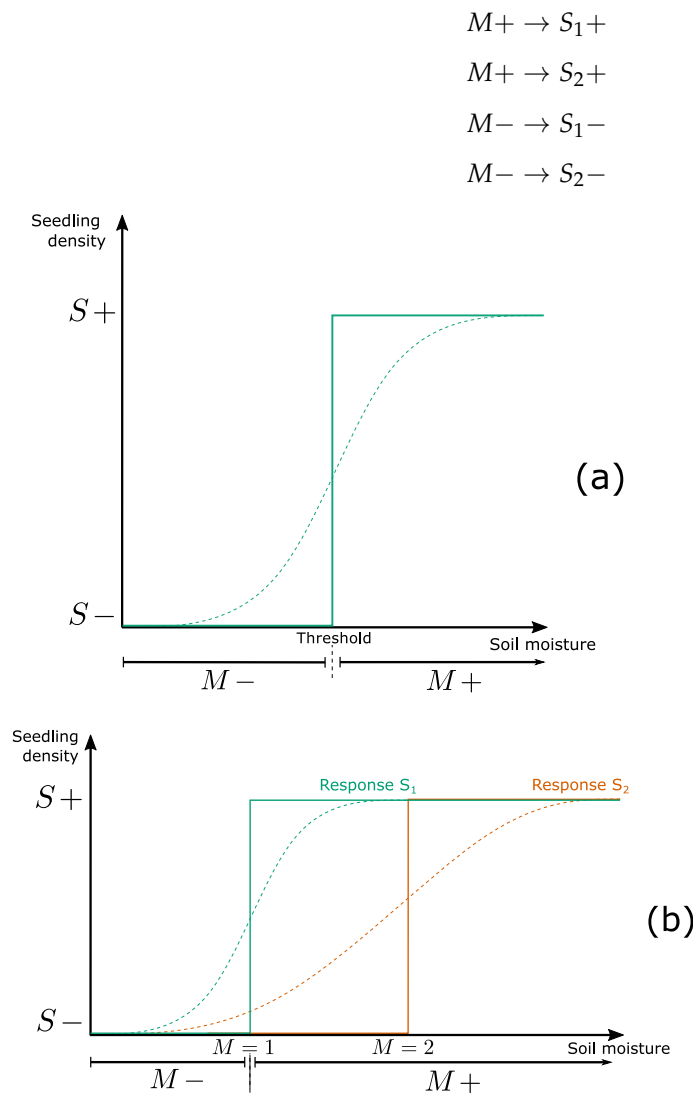 M+ → S₁+
M+ → S₂+
M− → S₁−
M− → S₂−
Seedling
density
S+
(a)
S−
Threshold
Soil moisture
M−
M+
Seedling
density
Response S₁
Response S₂
S+
(b)
S−
M = 1
M = 2
Soil moisture
M−
M+